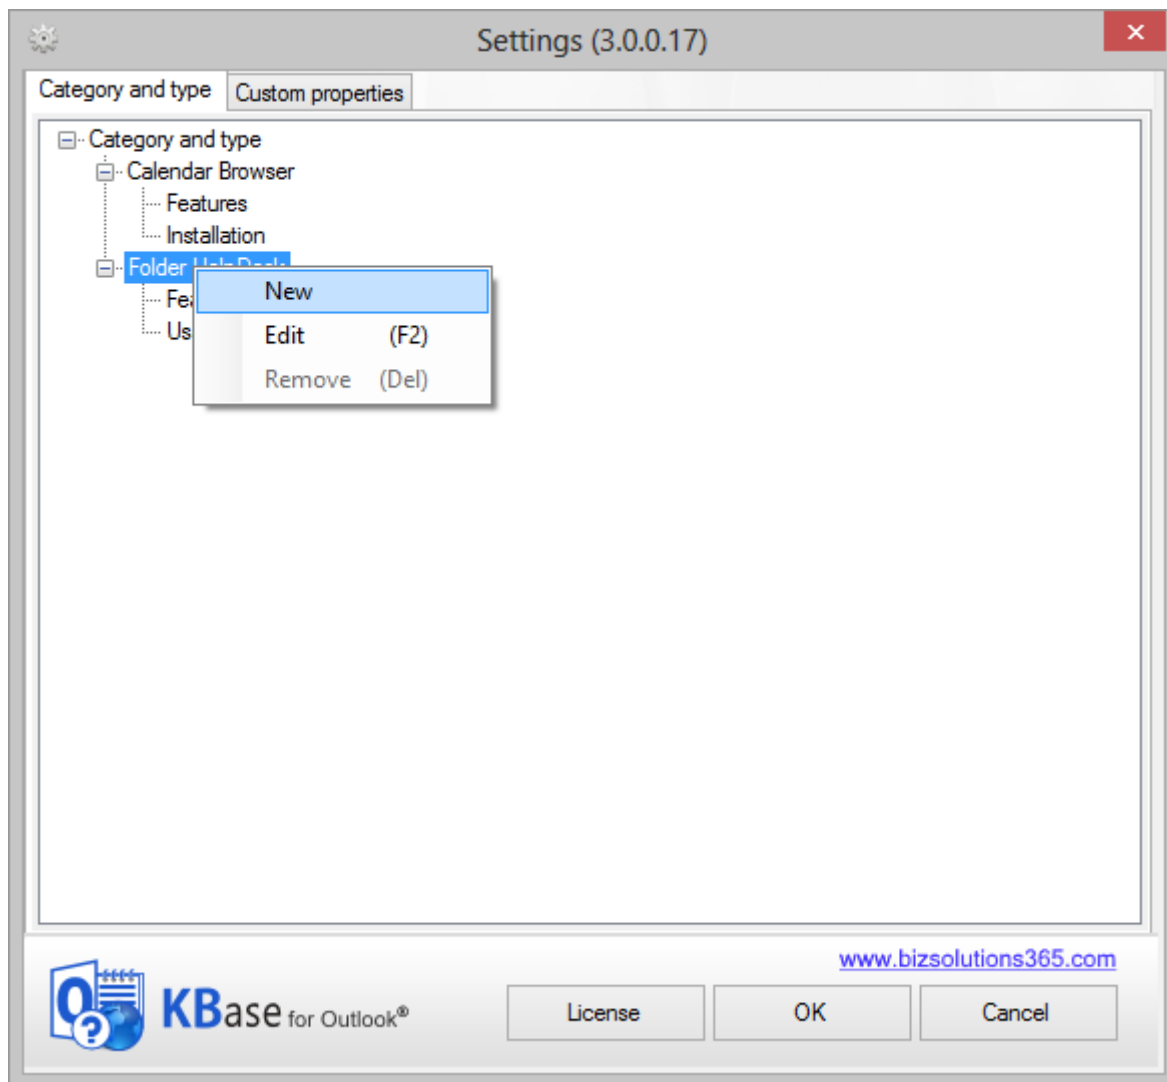 Settings (3.0.0.17)
Category and type
Custom properties
Category and type
Calendar Browser
Features
Installation
Folder
New
Edit (F2)
Remove (Del)
www.bizsolutions365.com
KBase for Outlook®
License
OK
Cancel